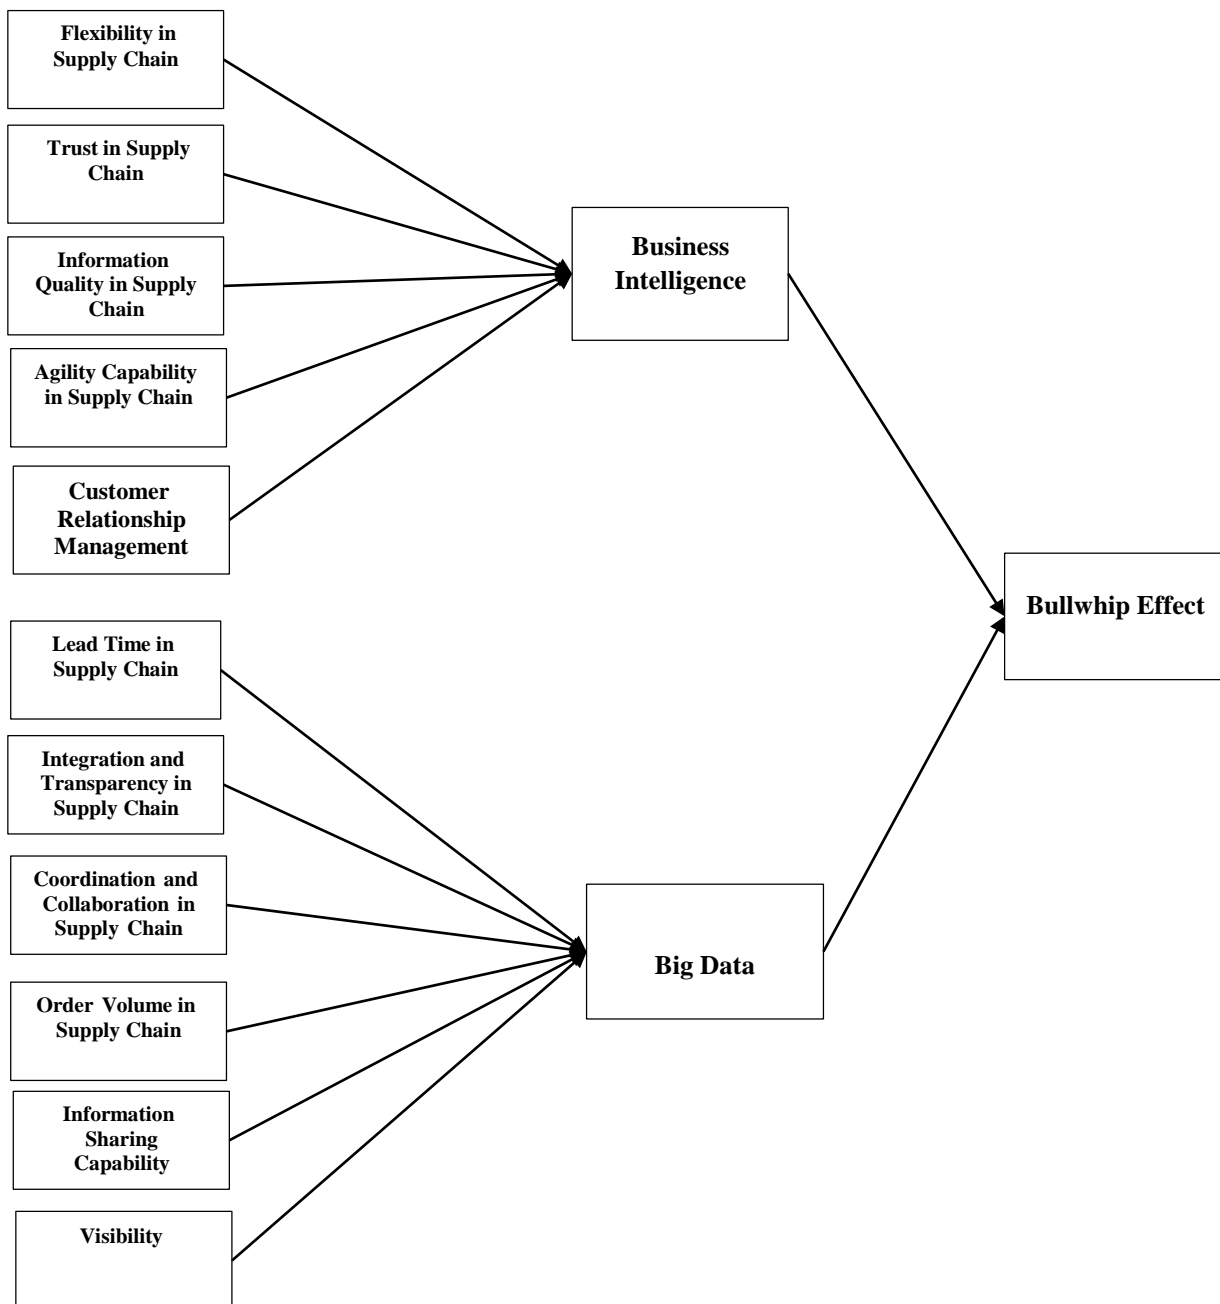 Flexibility in
Supply Chain
Trust in Supply
Chain
Information
Quality in Supply
Chain
Agility Capability
in Supply Chain
Customer
Relationship
Management
Business
Intelligence
Bullwhip Effect
Lead Time in
Supply Chain
Integration and
Transparency in
Supply Chain
Coordination and
Collaboration in
Supply Chain
Order Volume in
Supply Chain
Information
Sharing
Capability
Visibility
Big Data